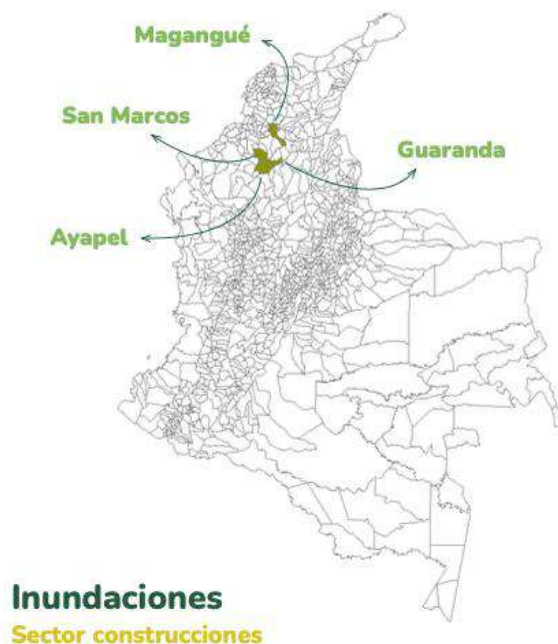 Magangué
San Marcos
Guaranda
Ayapel
Inundaciones
Sector construcciones